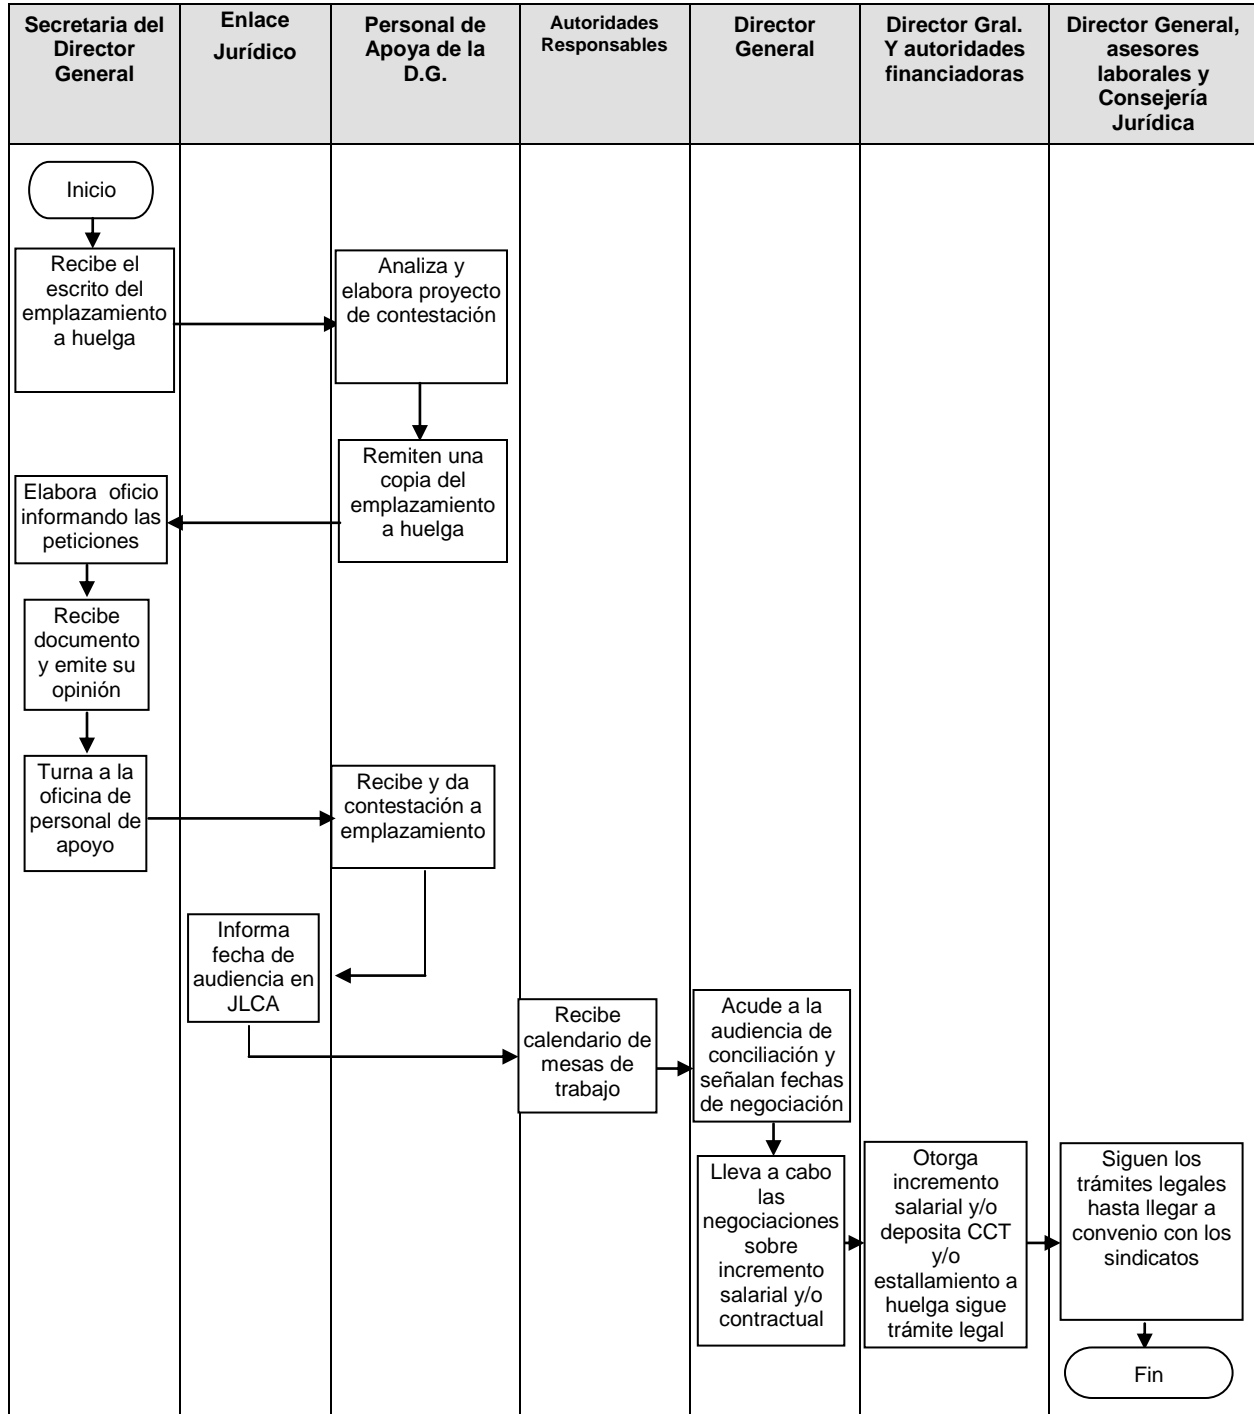 Secretaria del
Director
General
Enlace
Jurídico
Personal de
Apoya de la
D.G.
Autoridades
Responsables
Director
General
Director Gral.
Y autoridades
financiadoras
Director General,
asesores
laborales y
Consejería
Jurídica
Inicio
Recibe el
escrito del
emplazamiento
a huelga
Analiza y
elabora proyecto
de contestación
Remiten una
copia del
emplazamiento
a huelga
Elabora oficio
informando las
peticiones
Recibe
documento
y emite su
opinión
Turna a la
oficina de
personal de
apoyo
Recibe y da
contestación a
emplazamiento
Informa
fecha de
audiencia en
JLCA
Recibe
calendario de
mesas de
trabajo
Acude a la
audiencia de
conciliación y
señalan fechas
de negociación
Lleva a cabo
las
negociaciones
sobre
incremento
salarial y/o
contractual
Otorga
incremento
salarial y/o
deposita CCT
y/o
estallamiento a
huelga sigue
trámite legal
Siguen los
trámites legales
hasta llegar a
convenio con los
sindicatos
Fin